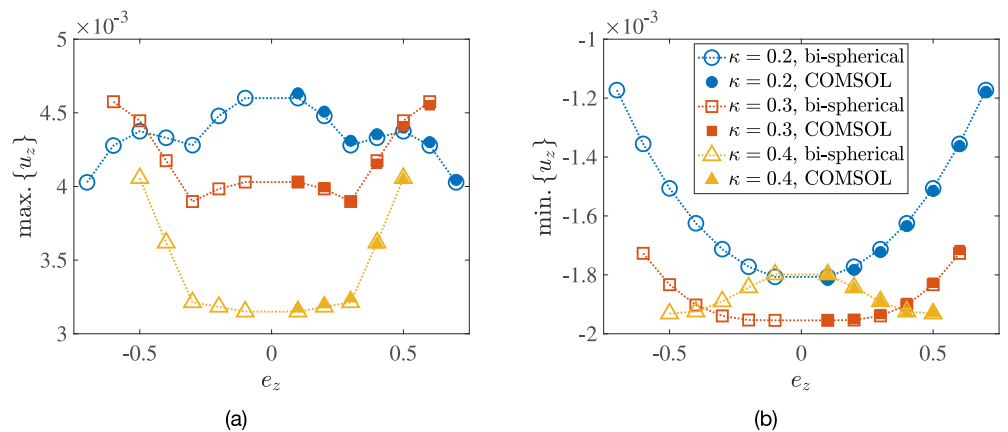 ×10⁻³
5
4.5
4
3.5
3
max. {u_z}
-0.5
0
0.5
e_z
(a)
×10⁻³
-1
-1.2
-1.4
-1.6
-1.8
-2
min. {u_z}
κ = 0.2, bi-spherical
κ = 0.2, COMSOL
κ = 0.3, bi-spherical
κ = 0.3, COMSOL
κ = 0.4, bi-spherical
κ = 0.4, COMSOL
-0.5
0
0.5
e_z
(b)